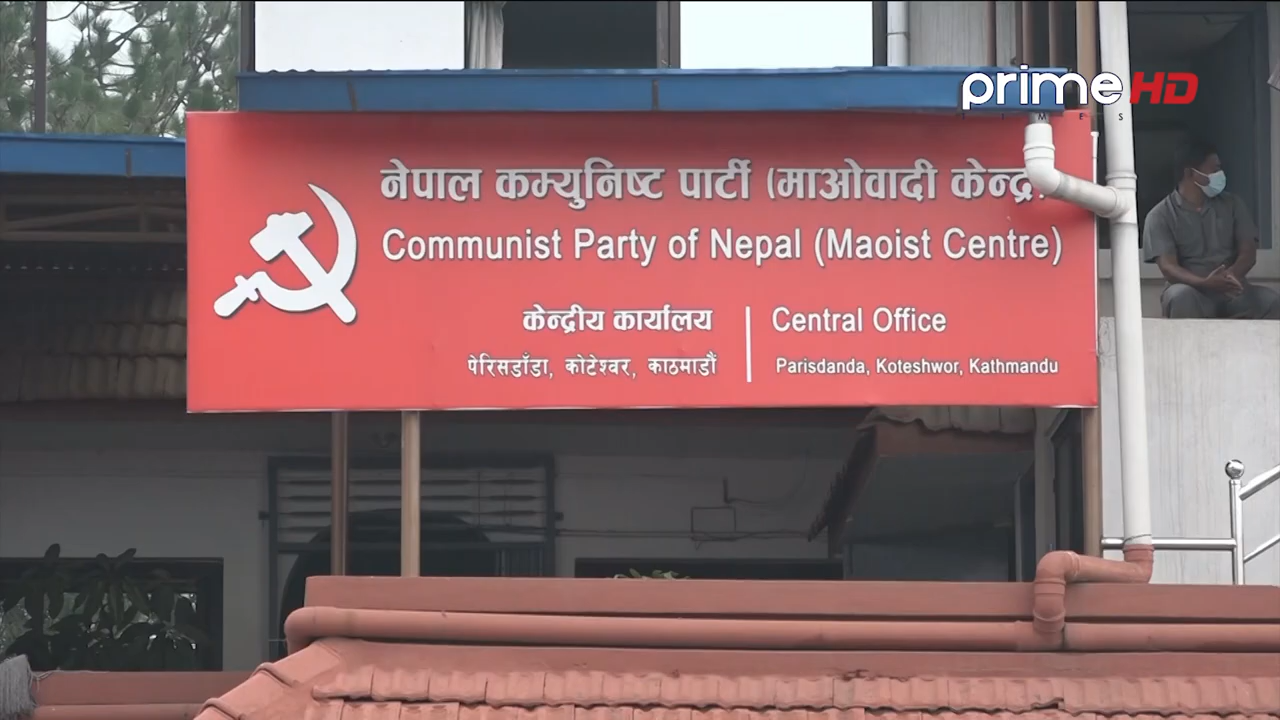 prime HD
नेपाल कम्युनिष्ट पार्टी (माओवादी केन्द्र)
Communist Party of Nepal (Maoist Centre)
केन्द्रीय कार्यालय
पेरिसडाँडा, कोटेश्वर, काठमाडौं
Central Office
Parisdanda, Koteshwor, Kathmandu